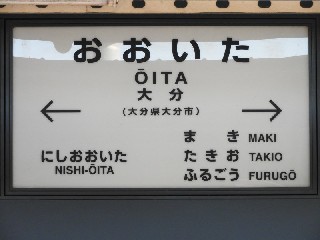 おおいた
ŌITA
大分
(大分県大分市)
にしおおいた
NISHI-ŌITA
まき MAKI
たきお TAKIO
ふるごう FURUGŌ